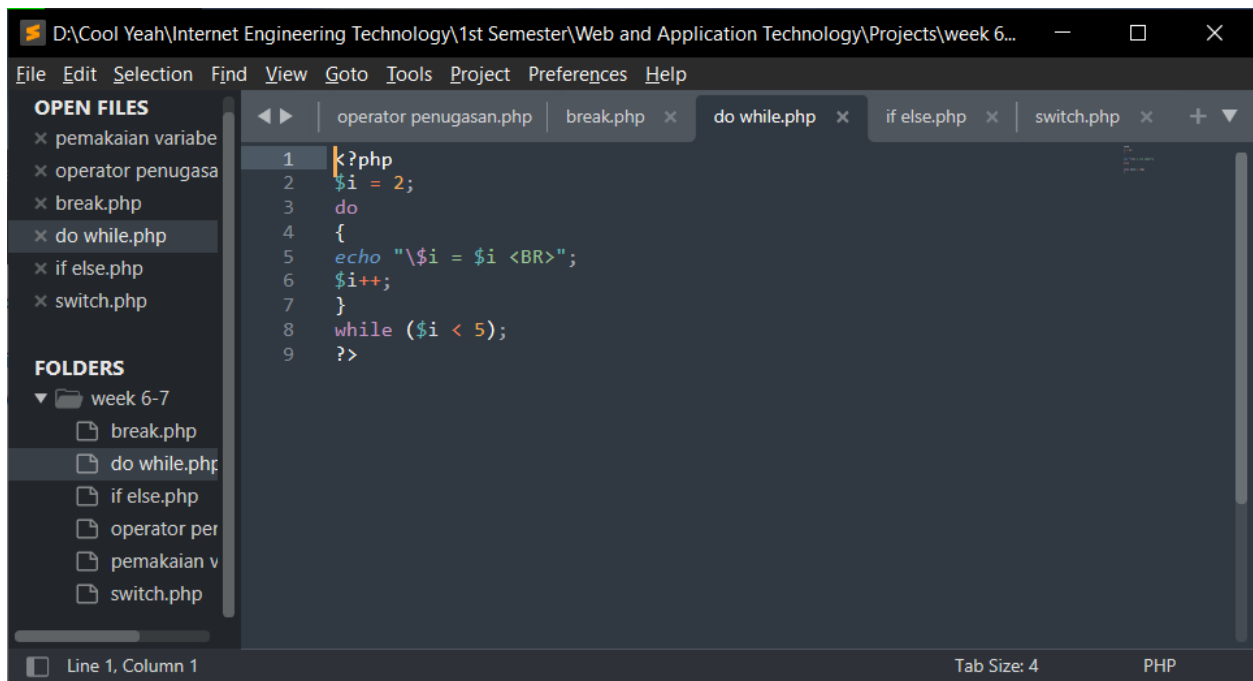 D:\Cool Yeah\Internet Engineering Technology\1st Semester\Web and Application Technology\Projects\week 6...
File Edit Selection Find View Goto Tools Project Preferences Help
OPEN FILES
pemakaian variabe
operator penugasa
break.php
do while.php
if else.php
switch.php
FOLDERS
week 6-7
break.php
do while.php
if else.php
operator per
pemakaian v
switch.php
operator penugasan.php break.php do while.php if else.php switch.php
1 <?php
2 $i = 2;
3 do
4 {
5 echo "\$i = $i <BR>";
6 $i++;
7 }
8 while ($i < 5);
9 ?>
Line 1, Column 1 Tab Size: 4 PHP